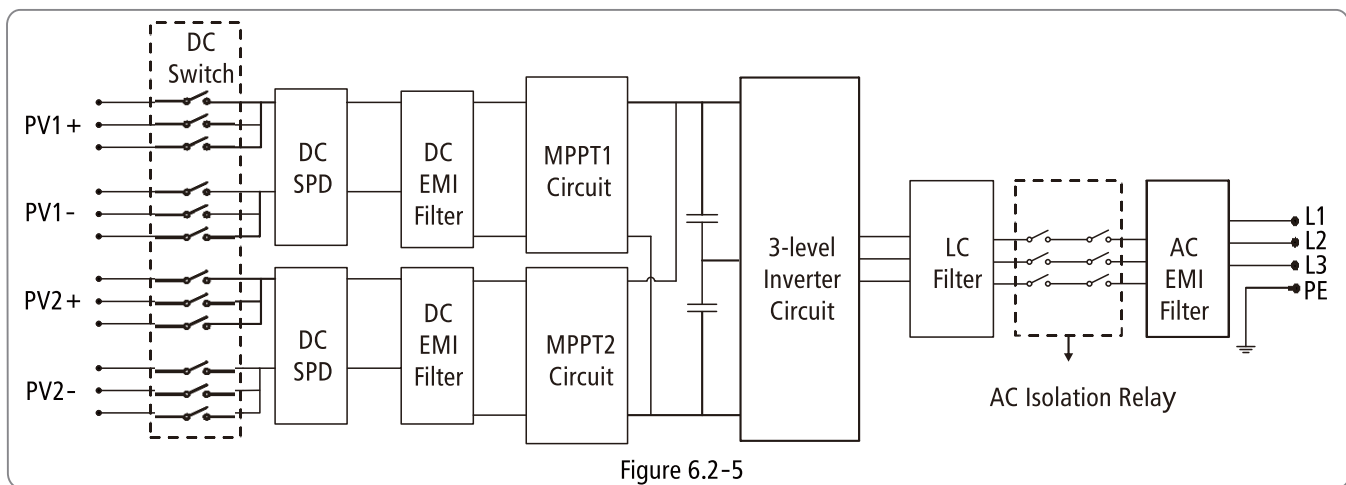 DC
Switch
PV1+
PV1-
PV2+
PV2-
DC
SPD
DC
SPD
DC
EMI
Filter
DC
EMI
Filter
MPPT1
Circuit
MPPT2
Circuit
3-level
Inverter
Circuit
LC
Filter
AC Isolation Relay
AC
EMI
Filter
L1
L2
L3
PE
Figure 6.2-5